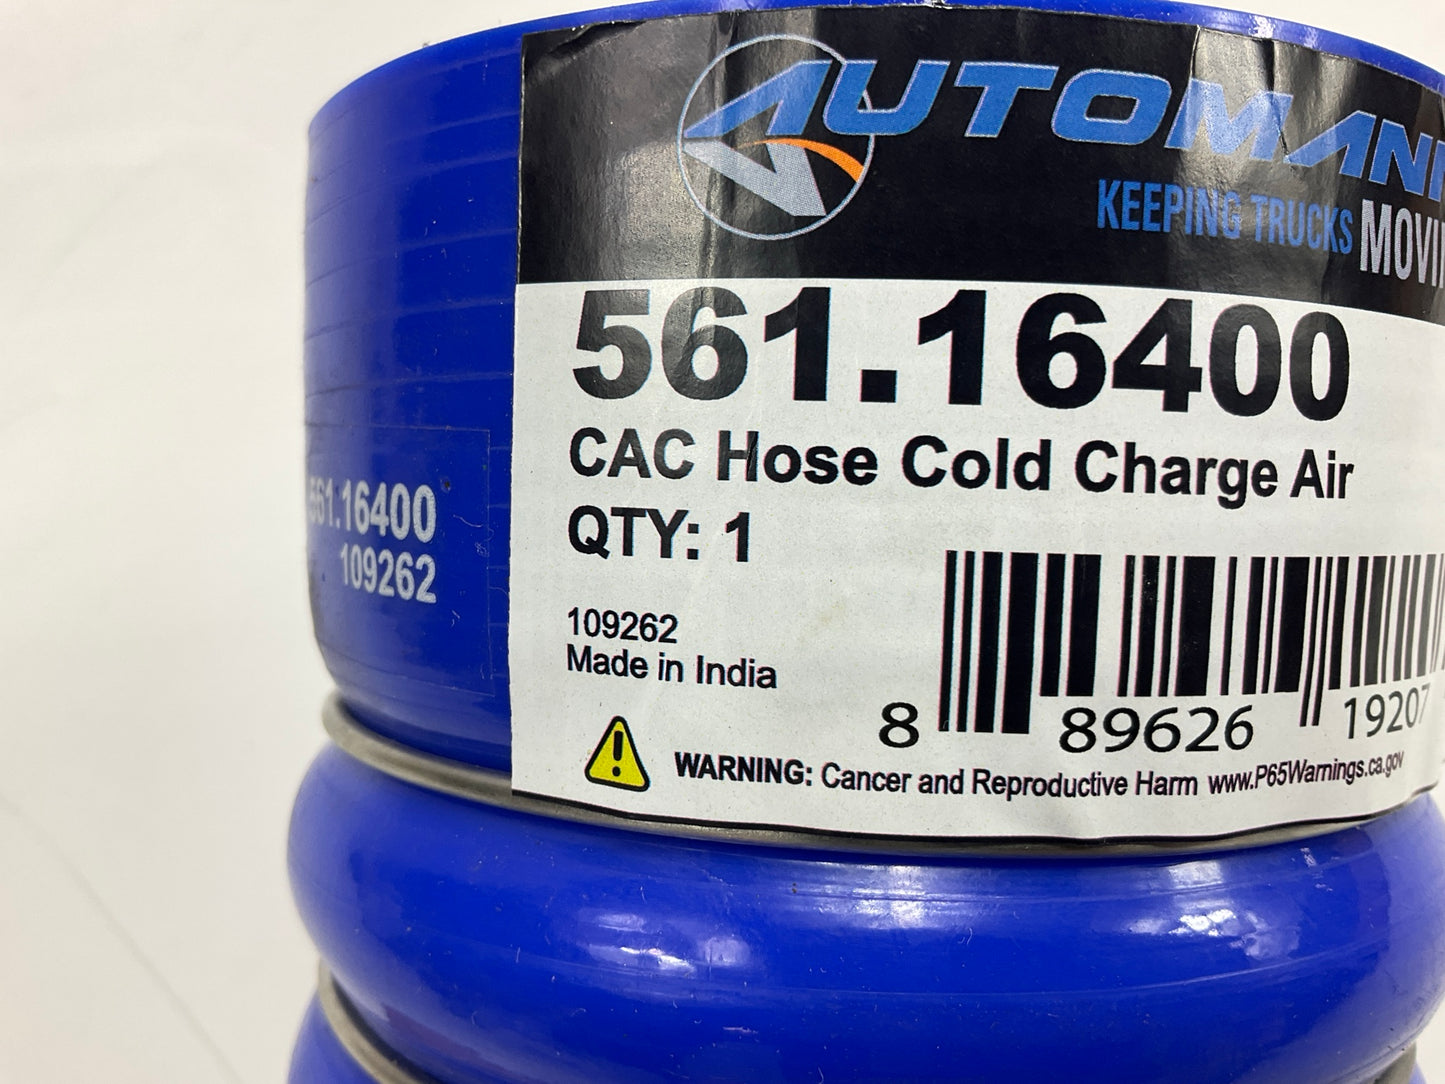 AUTOMANN
KEEPING TRUCKS
561.16400
CAC Hose Cold Charge Air
QTY: 1
109262
Made in India
8 89626 19207
WARNING: Cancer and Reproductive Harm www.P65Warnings.ca.gov
561.16400
109262